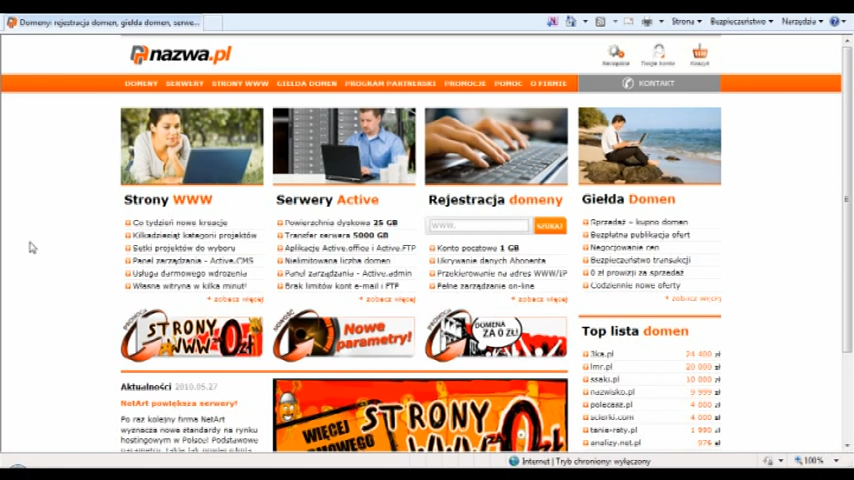 Domeny: rejestracja domen, giełda domen, serwe...
Strona
Bezpieczeństwo
Narzędzia
nazwa.pl
Narzędzia
Twoje konto
Koszyk
DOMENY SERWERY STRONY WWW GIEŁDA DOMEN PROGRAM PARTNERSKI PROMOCJE POMOC O FIRMIE
KONTAKT
Strony WWW
Co tydzień nowe kreacje
Kilkadziesiąt kategorii projektów
Setki projektów do wyboru
Panel zarządzania - Active.CMS
Usługa darmowego wdrożenia
Własna witryna w kilka minut!
zobacz więcej
Serwery Active
Powierzchnia dyskowa 25 GB
Transfer serwera 5000 GB
Aplikacje Active.office i Active.FTP
Nielimitowana liczba domen
Panel zarządzania - Active.admin
Brak limitów kont e-mail i FTP
zobacz więcej
Rejestracja domeny
www.
SZUKAJ
Konto pocztowe 1 GB
Ukrywanie danych Abonenta
Przekierowanie na adres WWW/IP
Pełne zarządzanie on-line
zobacz więcej
Giełda Domen
Sprzedaż - kupno domen
Bezpłatna publikacja ofert
Negocjowanie cen
Bezpieczeństwo transakcji
0 zł prowizji za sprzedaż
Codziennie nowe oferty
zobacz więcej
PROMOCJA
STRONY WWW ZA 0 zł
NOWOŚĆ
Nowe parametry!
PROMOCJA
DOMENA ZA 0 ZŁ!
Top lista domen
3ka.pl 24 400 zł
lmr.pl 20 000 zł
ssaki.pl 10 000 zł
nazwisko.pl 9 999 zł
polecasz.pl 4 000 zł
scierki.com 4 000 zł
tanie-raty.pl 1 990 zł
analizy.net.pl 976 zł
Aktualności 2010.05.27
NetArt powiększa serwery!
Po raz kolejny firma NetArt
wyznacza nowe standardy na rynku
hostingowym w Polsce! Podstawowe
WIĘCEJ
STRONY
WWW ZA 0 zł
Internet | Tryb chroniony: wyłączony
100%